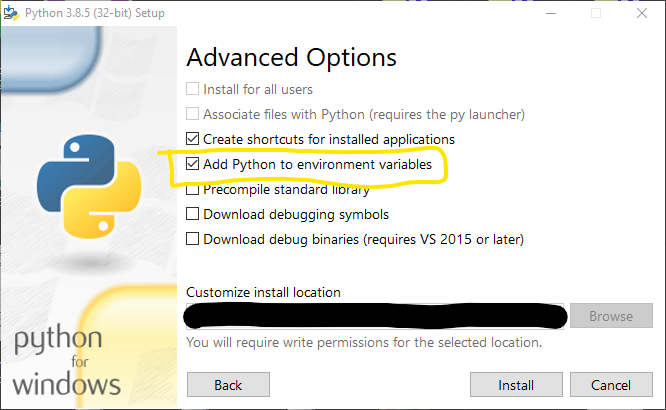 Python 3.8.5 (32-bit) Setup
Advanced Options
Install for all users
Associate files with Python (requires the py launcher)
Create shortcuts for installed applications
Add Python to environment variables
Precompile standard library
Download debugging symbols
Download debug binaries (requires VS 2015 or later)
Customize install location
Browse
You will require write permissions for the selected location.
python
for
windows
Back
Install
Cancel